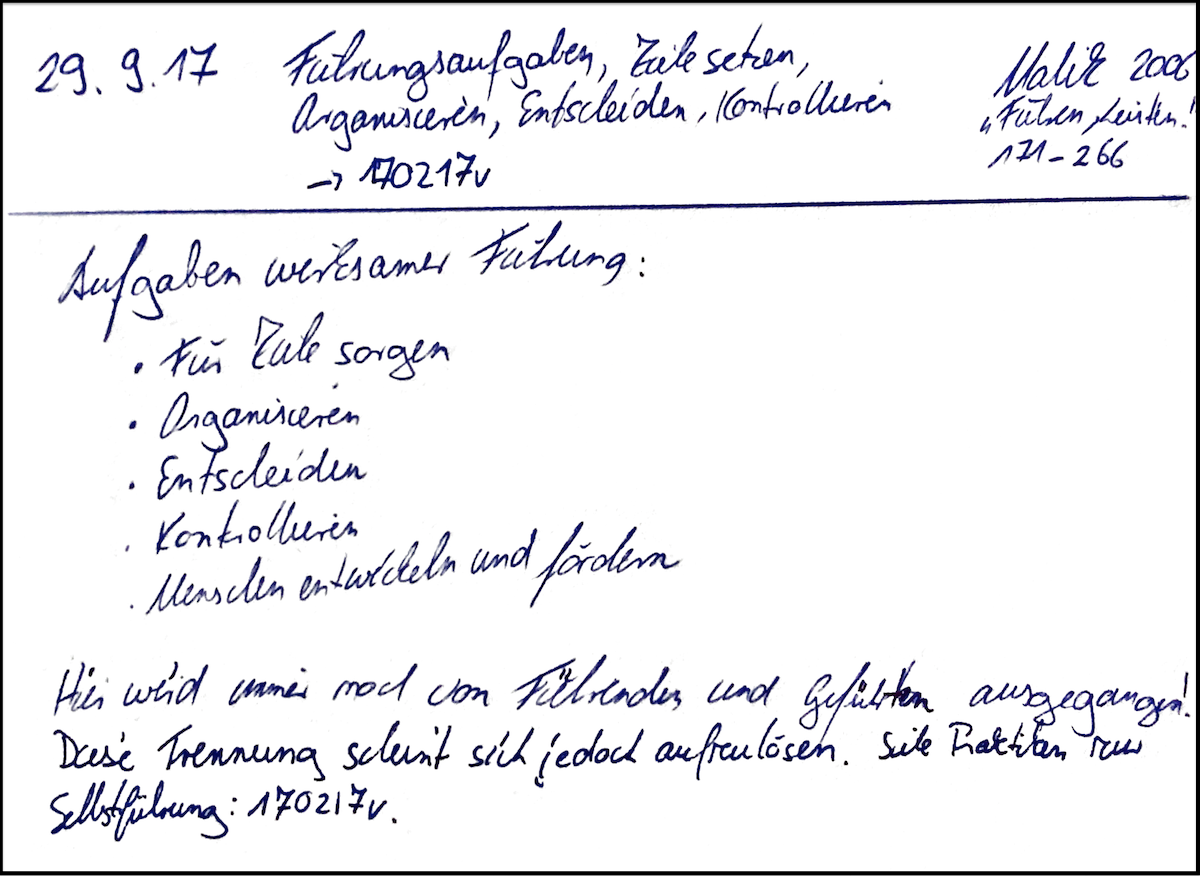 29.9.17 Führungsaufgaben, Ziele setzen, Malik 2006
Organisieren, Entscheiden, Kontrollieren „Führen, Leisten!
→ 170217v 171-266
Aufgaben wirksamer Führung:
• Für Ziele sorgen
• Organisieren
• Entscheiden
• Kontrollieren
• Menschen entwickeln und fördern
Hier wird immer noch von Führenden und Geführten ausgegangen!
Diese Trennung scheint sich jedoch aufzulösen. Siehe Praktiken zur
Selbstführung: 170217v.